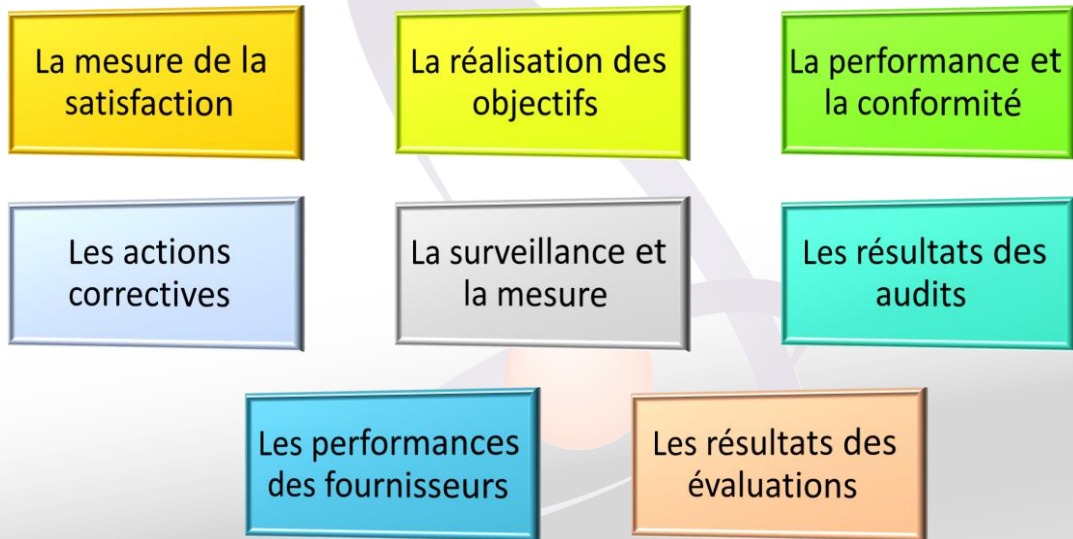 La mesure de la
satisfaction
La réalisation des
objectifs
La performance et
la conformité
Les actions
correctives
La surveillance et
la mesure
Les résultats des
audits
Les performances
des fournisseurs
Les résultats des
évaluations